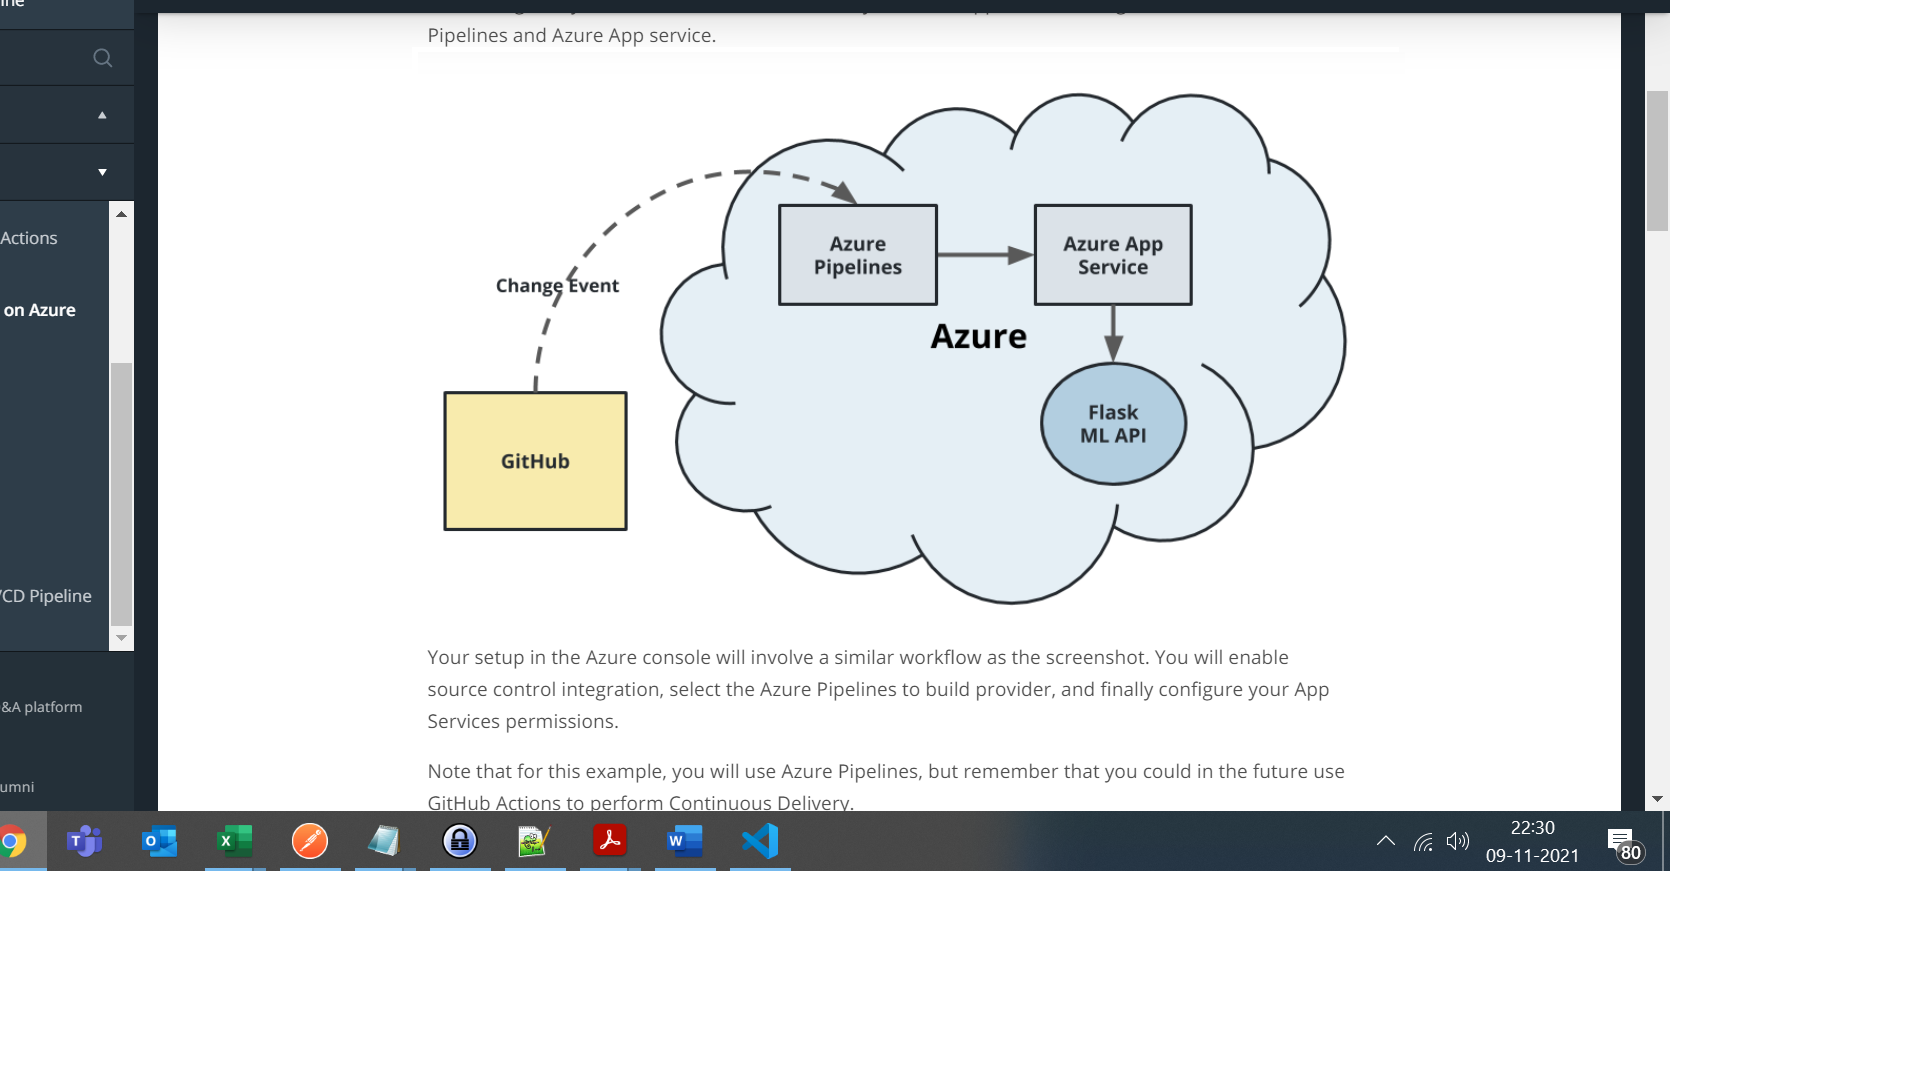 Pipelines and Azure App service.
Actions
on Azure
CD Pipeline
&A platform
umni
Azure
Pipelines
Azure App
Service
Change Event
Azure
Flask
ML API
GitHub
Your setup in the Azure console will involve a similar workflow as the screenshot. You will enable
source control integration, select the Azure Pipelines to build provider, and finally configure your App
Services permissions.
Note that for this example, you will use Azure Pipelines, but remember that you could in the future use
GitHub Actions to perform Continuous Delivery.
22:30
09-11-2021
80